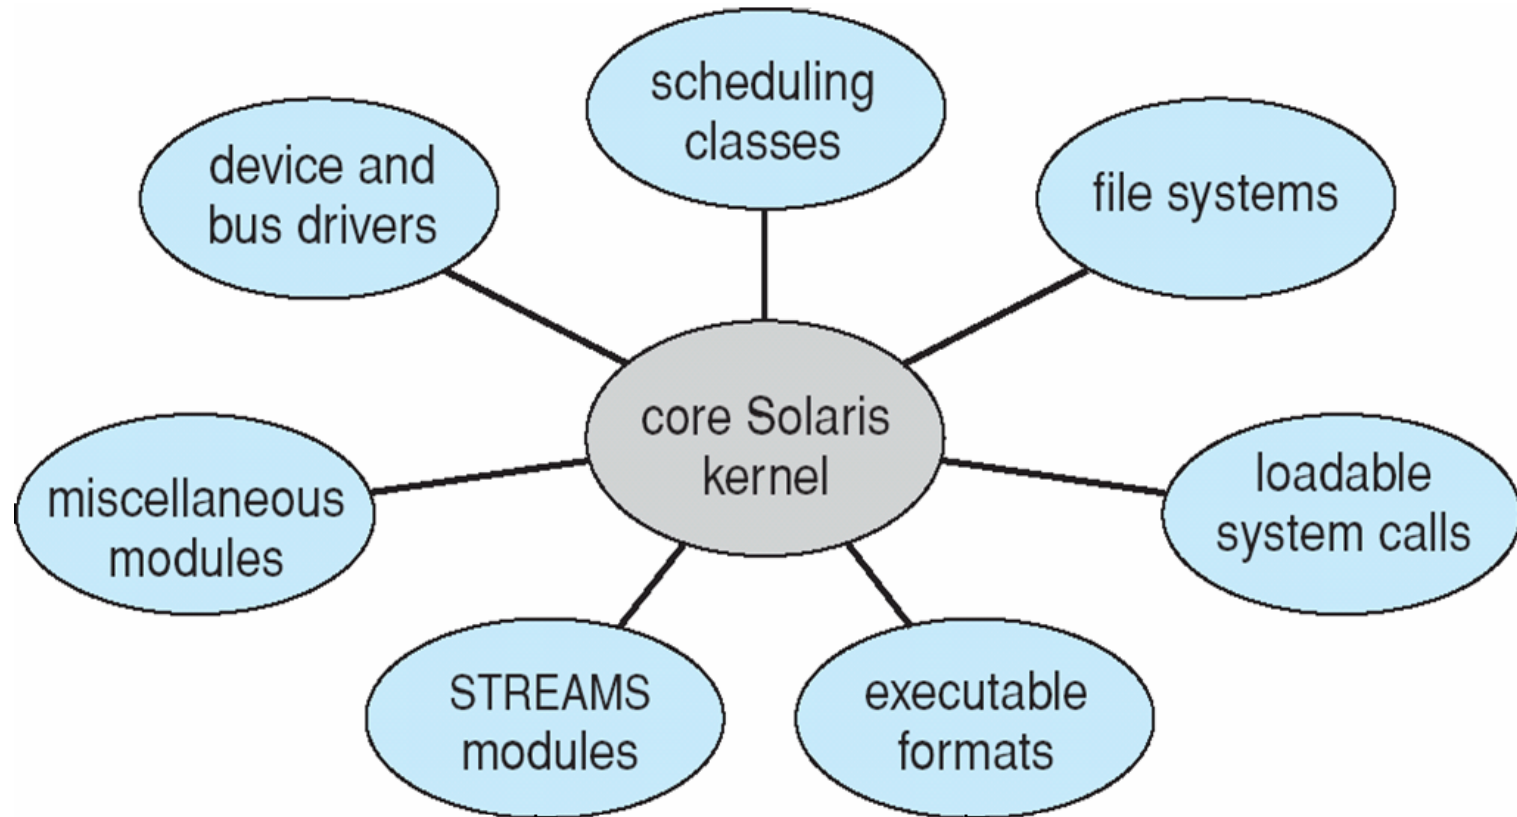 scheduling
classes
device and
bus drivers
file systems
core Solaris
kernel
miscellaneous
modules
loadable
system calls
STREAMS
modules
executable
formats